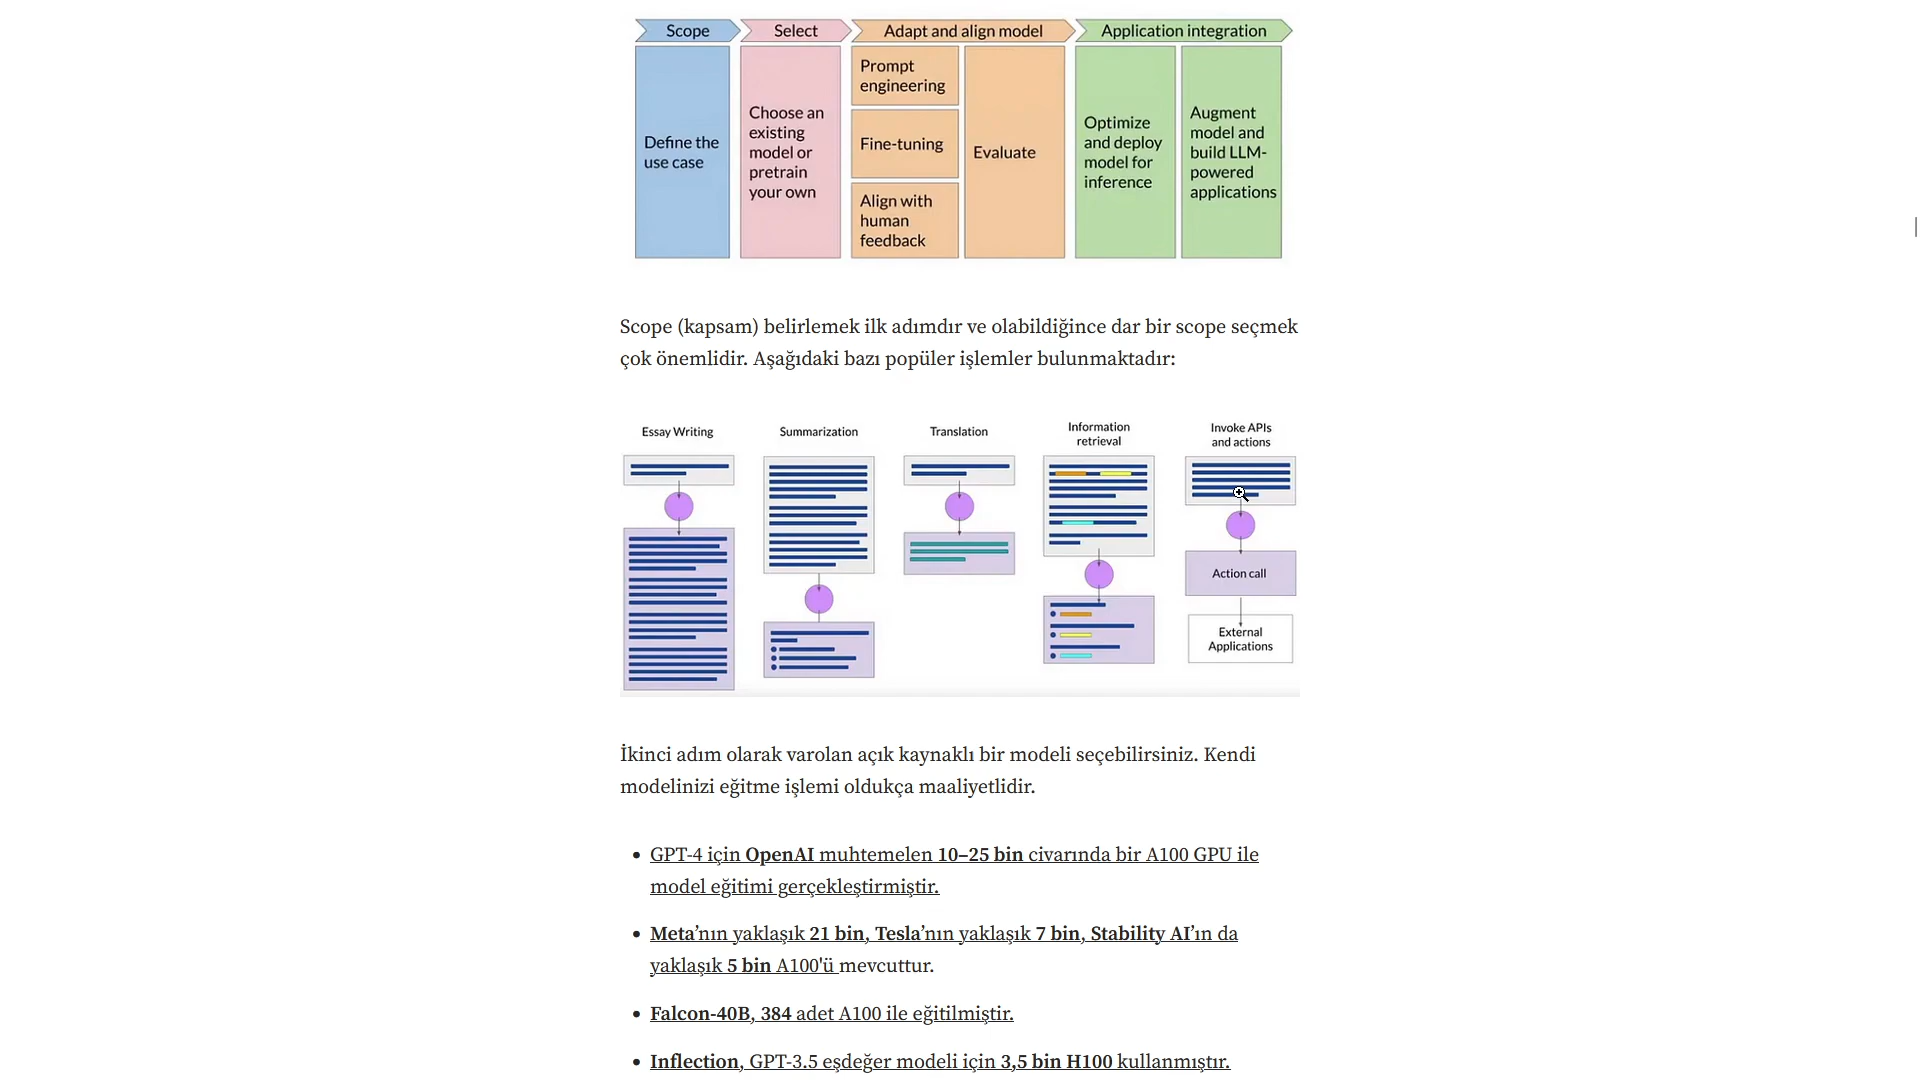 Scope
Select
Adapt and align model
Application integration
Define the
use case
Choose an
existing
model or
pretrain
your own
Prompt
engineering
Fine-tuning
Align with
human
feedback
Evaluate
Optimize
and deploy
model for
inference
Augment
model and
build LLM-
powered
applications
Scope (kapsam) belirlemek ilk adımdır ve olabildiğince dar bir scope seçmek
çok önemlidir. Aşağıdaki bazı popüler işlemler bulunmaktadır:
Essay Writing
Summarization
Translation
Information
retrieval
Invoke APIs
and actions
Action call
External
Applications
İkinci adım olarak varolan açık kaynaklı bir modeli seçebilirsiniz. Kendi
modelinizi eğitme işlemi oldukça maaliyetlidir.
• GPT-4 için OpenAI muhtemelen 10–25 bin civarında bir A100 GPU ile
model eğitimi gerçekleştirmiştir.
• Meta’nın yaklaşık 21 bin, Tesla’nın yaklaşık 7 bin, Stability AI’ın da
yaklaşık 5 bin A100'ü mevcuttur.
• Falcon-40B, 384 adet A100 ile eğitilmiştir.
• Inflection, GPT-3.5 eşdeğer modeli için 3,5 bin H100 kullanmıştır.